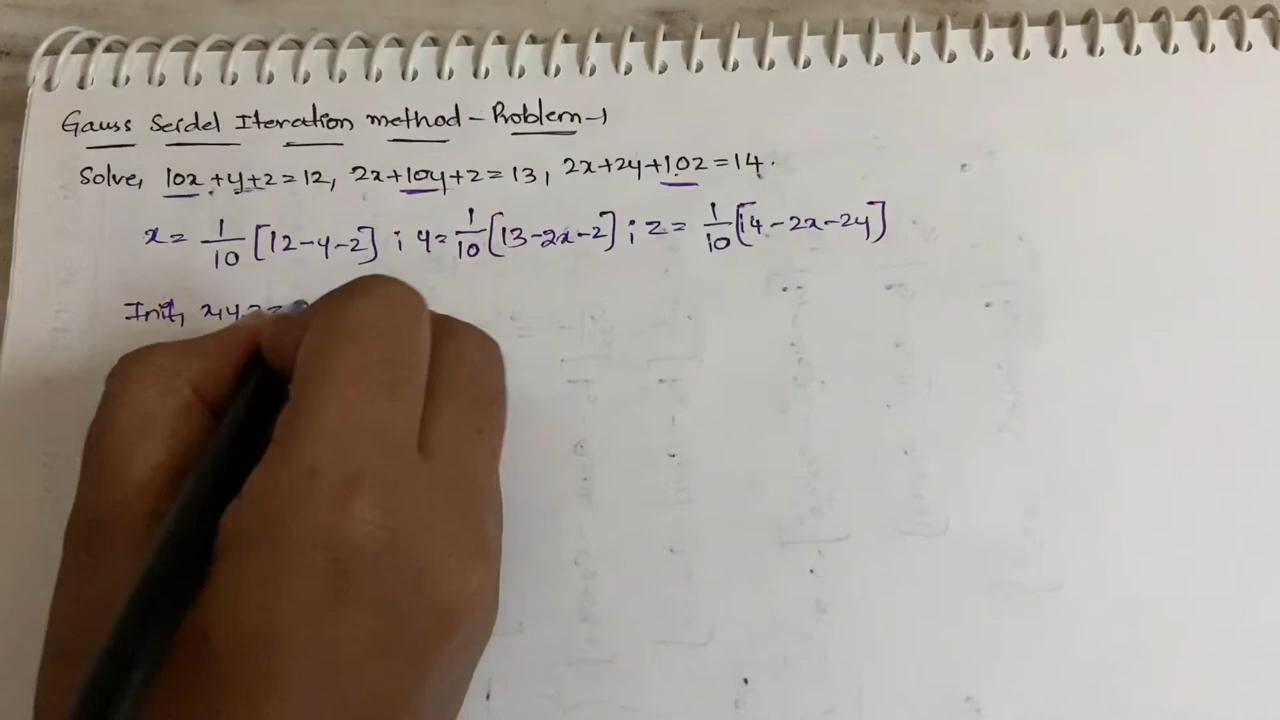 Gauss Seidel Iteration method - Problem-1
Solve, 10x+y+z=12, 2x+10y+z=13, 2x+2y+10z=14.
x= 1/10 [12-y-z] ; y= 1/10 [13-2x-z] ; z= 1/10 [14-2x-2y]
Init, x,y,z=